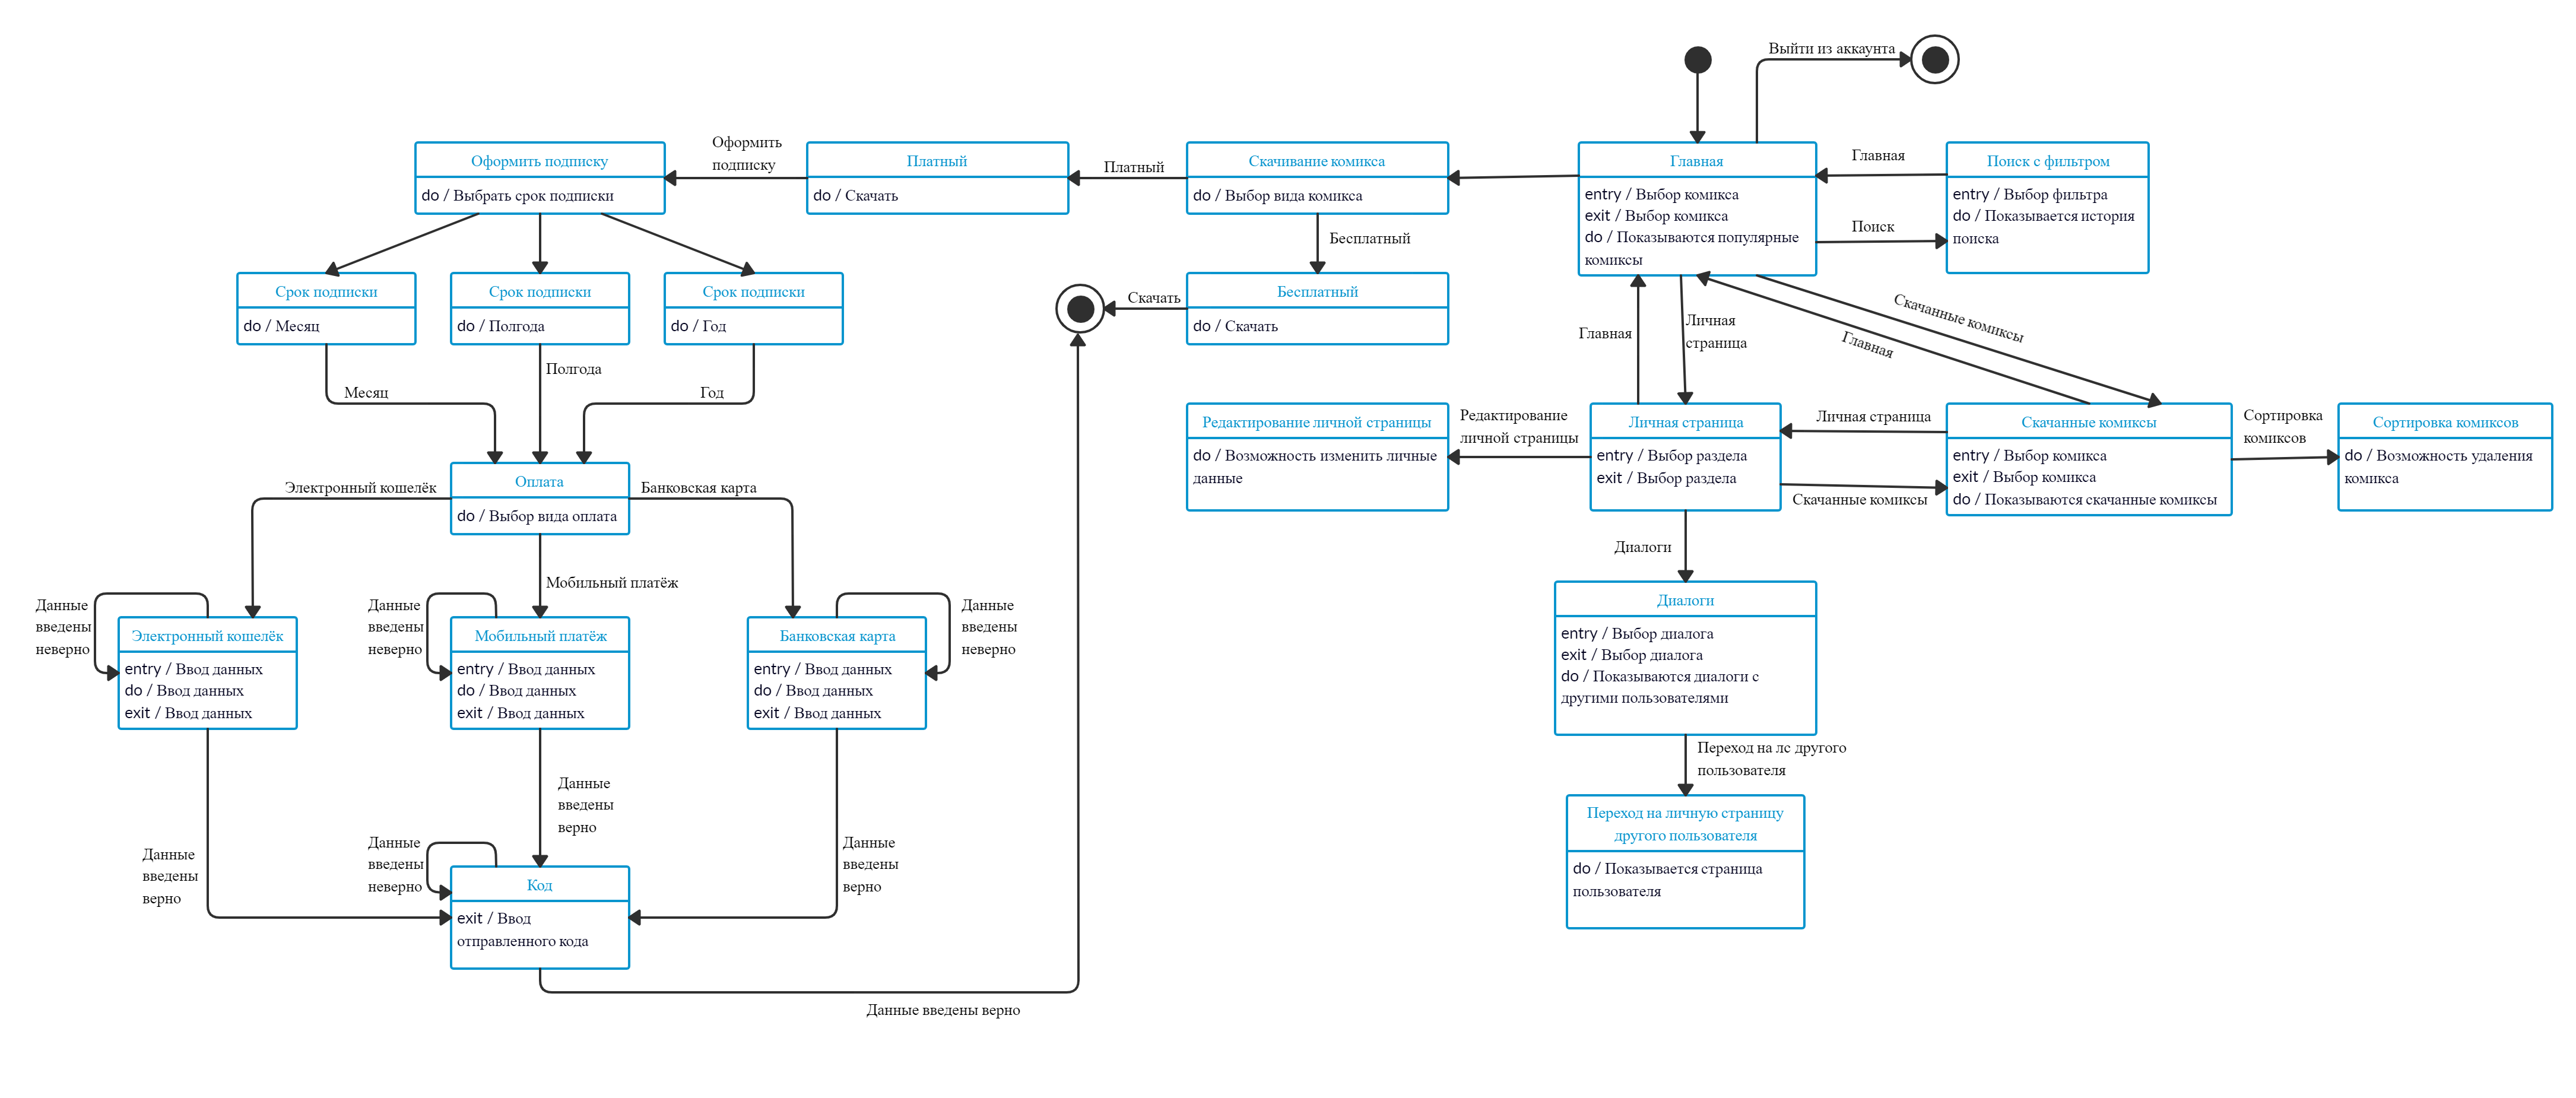 Выйти из аккаунта
Оформить
подписку
Оформить подписку
do / Выбрать срок подписки
Платный
do / Скачать
Платный
Скачивание комикса
do / Выбор вида комикса
Главная
entry / Выбор комикса
exit / Выбор комикса
do / Показываются популярные
комиксы
Главная
Поиск
Поиск с фильтром
entry / Выбор фильтра
do / Показывается история
поиска
Бесплатный
Срок подписки
do / Месяц
Срок подписки
do / Полгода
Срок подписки
do / Год
Скачать
Бесплатный
do / Скачать
Главная
Личная
страница
Скачанные комиксы
Главная
Месяц
Полгода
Год
Редактирование личной страницы
do / Возможность изменить личные
данные
Редактирование
личной страницы
Личная страница
entry / Выбор раздела
exit / Выбор раздела
Личная страница
Скачанные комиксы
Скачанные комиксы
entry / Выбор комикса
exit / Выбор комикса
do / Показываются скачанные комиксы
Сортировка
комиксов
Сортировка комиксов
do / Возможность удаления
комикса
Электронный кошелёк
Оплата
do / Выбор вида оплата
Банковская карта
Мобильный платёж
Диалоги
Данные
введены
неверно
Электронный кошелёк
entry / Ввод данных
do / Ввод данных
exit / Ввод данных
Данные
введены
неверно
Мобильный платёж
entry / Ввод данных
do / Ввод данных
exit / Ввод данных
Банковская карта
entry / Ввод данных
do / Ввод данных
exit / Ввод данных
Данные
введены
неверно
Диалоги
entry / Выбор диалога
exit / Выбор диалога
do / Показываются диалоги с
другими пользователями
Переход на лс другого
пользователя
Переход на личную страницу
другого пользователя
do / Показывается страница
пользователя
Данные
введены
верно
Данные
введены
верно
Данные
введены
верно
Данные
введены
неверно
Код
exit / Ввод
отправленного кода
Данные введены верно